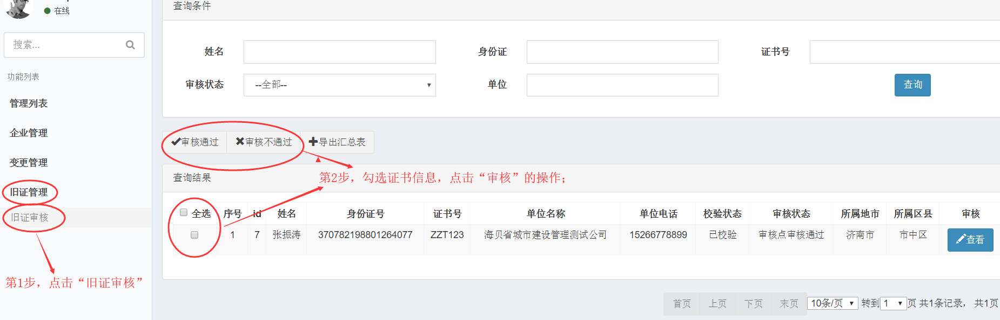 在线
搜索...
功能列表
管理列表
企业管理
变更管理
旧证管理
旧证审核
第1步，点击“旧证审核”
查询条件
姓名 身份证 证书号
审核状态 --全部-- 单位 查询
审核通过 审核不通过 导出汇总表
查询结果
第2步，勾选证书信息，点击“审核”的操作；
全选 序号 id 姓名 身份证号 证书号 单位名称 单位电话 校验状态 审核状态 所属地市 所属区县 审核
1 7 张振涛 370782198801264077 ZZT123 海贝省城市建设管理测试公司 15266778899 已校验 审核点审核通过 济南市 市中区 查看
首页 上页 下页 末页 10条/页 转到 1 页 共1条记录， 共1页